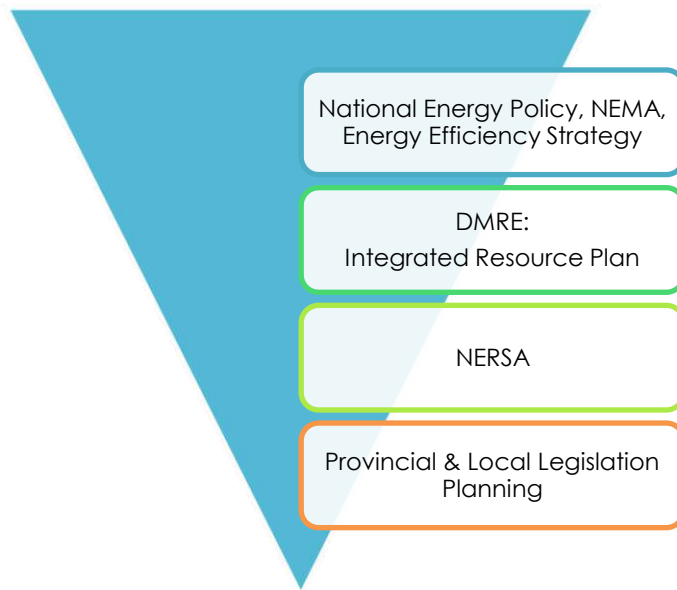 National Energy Policy, NEMA,
Energy Efficiency Strategy
DMRE:
Integrated Resource Plan
NERSA
Provincial & Local Legislation
Planning